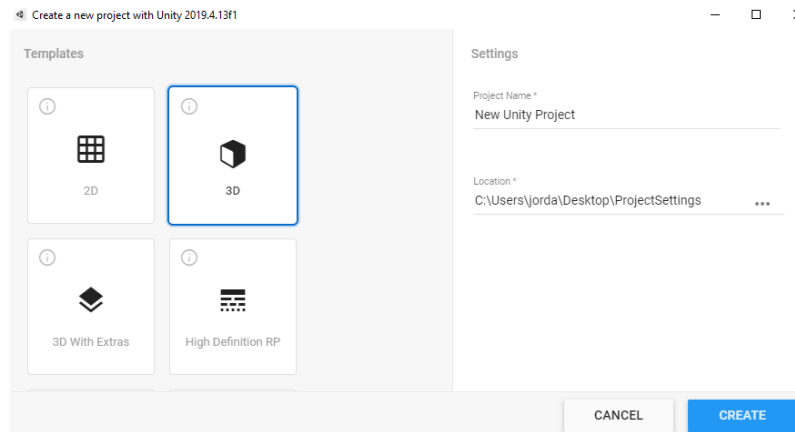 Create a new project with Unity 2019.4.13f1
Templates
Settings
2D
3D
3D With Extras
High Definition RP
Project Name *
New Unity Project
Location *
C:\Users\jorda\Desktop\ProjectSettings
CANCEL
CREATE